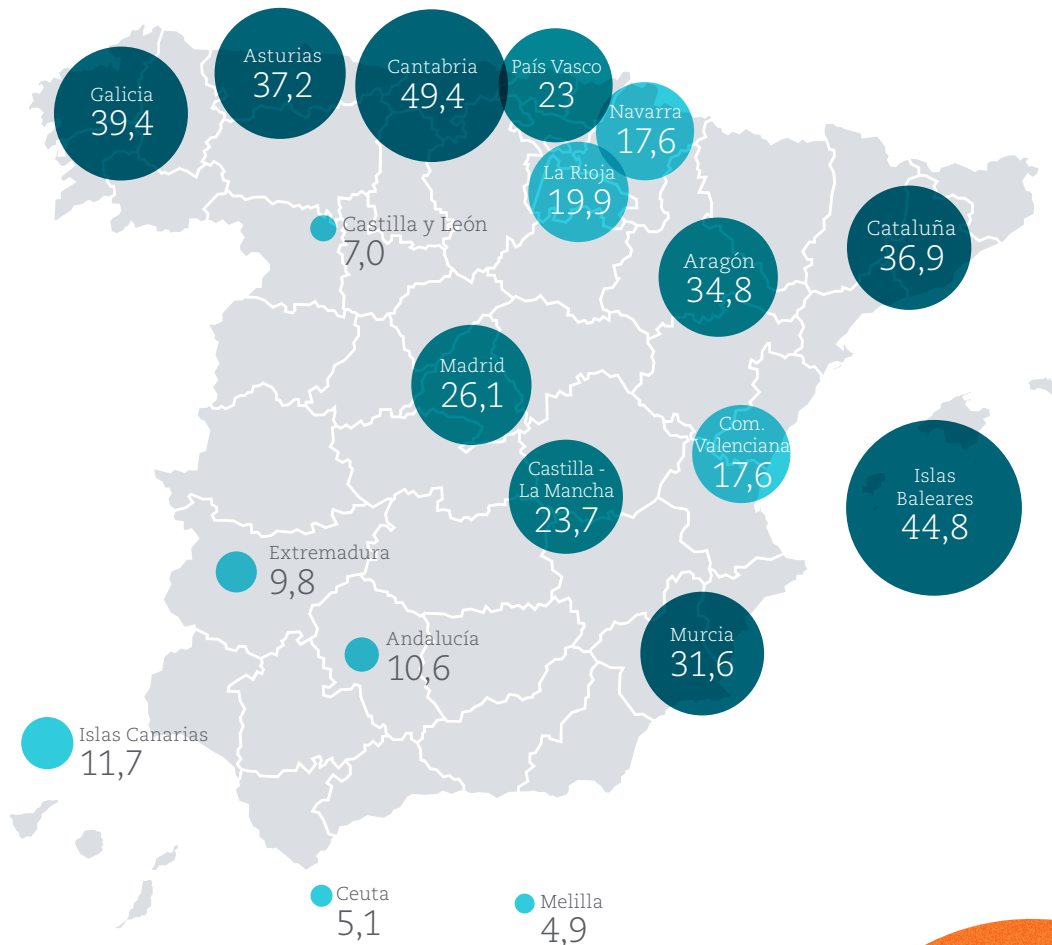 Asturias
37,2
Cantabria
49,4
País Vasco
23
Galicia
39,4
Navarra
17,6
La Rioja
19,9
Castilla y León
7,0
Cataluña
36,9
Aragón
34,8
Madrid
26,1
Com.
Valenciana
17,6
Castilla -
La Mancha
23,7
Islas
Baleares
44,8
Extremadura
9,8
Andalucía
10,6
Murcia
31,6
Islas Canarias
11,7
Ceuta
5,1
Melilla
4,9